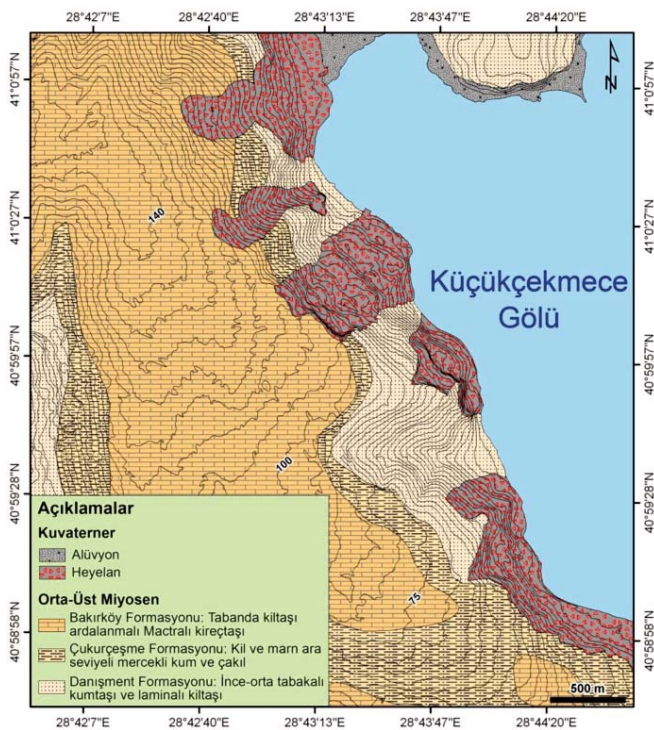 28°42'7"E 28°42'40"E 28°43'13"E 28°43'47"E 28°44'20"E
41°0'57"N 41°0'57"N
N
140
41°0'27"N 41°0'27"N
Küçükçekmece
Gölü
40°59'57"N 40°59'57"N
100
40°59'28"N 40°59'28"N
Açıklamalar
Kuvaterner
Alüvyon
Heyelan
75
Orta-Üst Miyosen
Bakırköy Formasyonu: Tabanda kiltaşı
ardalanmalı Mactralı kireçtaşı
40°58'58"N 40°58'58"N
Çukurçeşme Formasyonu: Kil ve marn ara
seviyeli mercekli kum ve çakıl
Danışment Formasyonu: İnce-orta tabakalı
kumtaşı ve laminalı kiltaşı
500 m
28°42'7"E 28°42'40"E 28°43'13"E 28°43'47"E 28°44'20"E